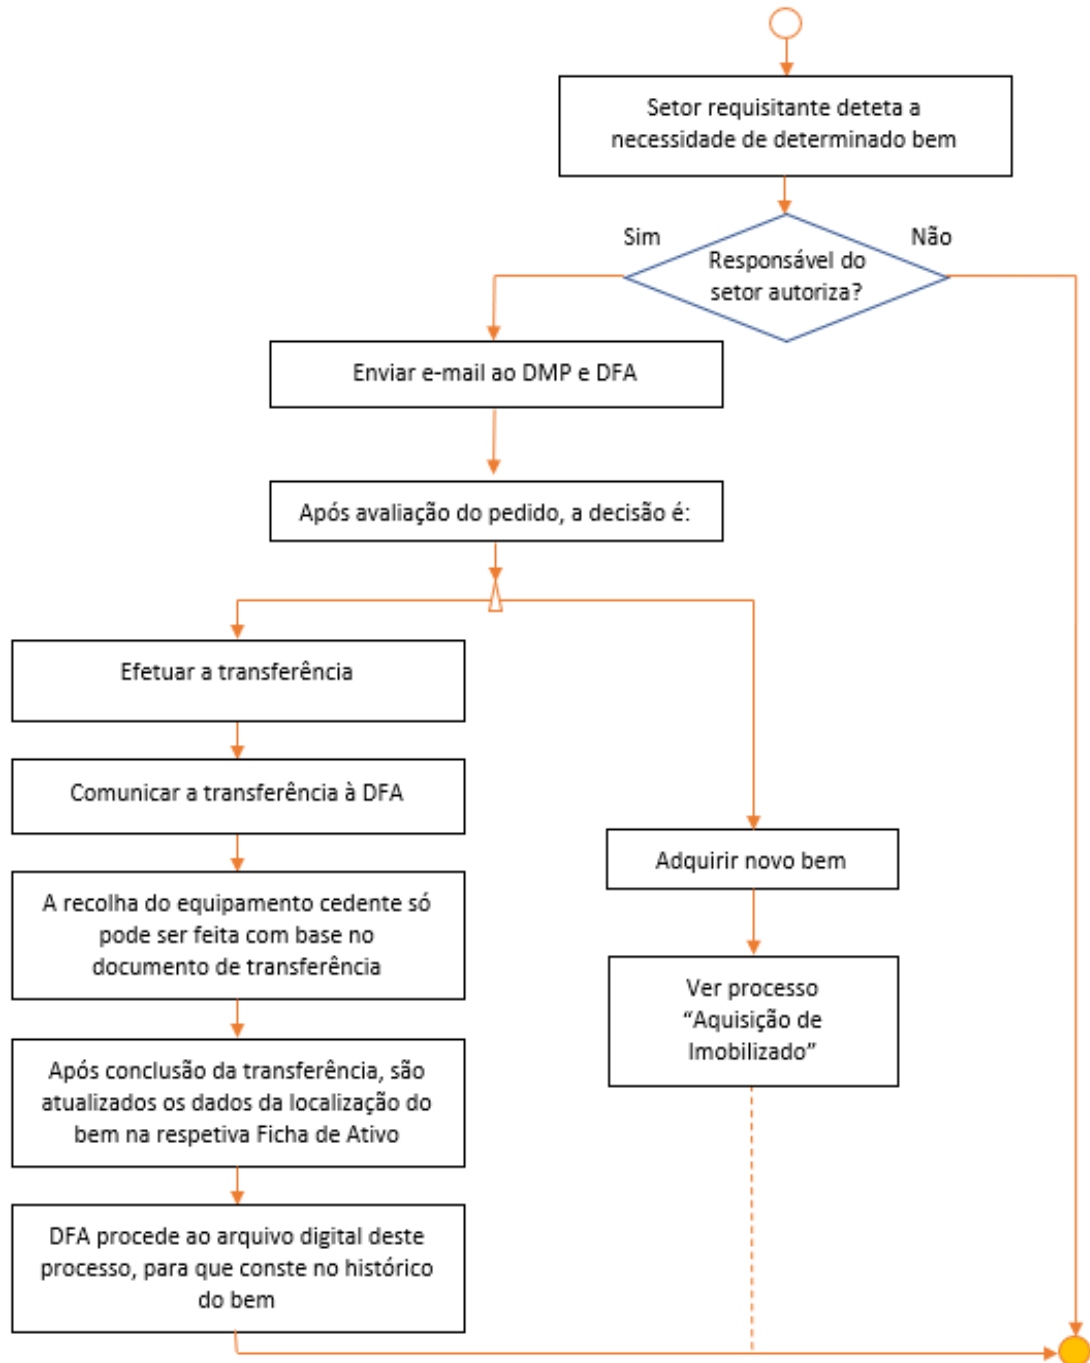 Setor requisitante deteta a
necessidade de determinado bem
Sim
Não
Responsável do
setor autoriza?
Enviar e-mail ao DMP e DFA
Após avaliação do pedido, a decisão é:
Efetuar a transferência
Comunicar a transferência à DFA
A recolha do equipamento cedente só
pode ser feita com base no
documento de transferência
Após conclusão da transferência, são
atualizados os dados da localização do
bem na respetiva Ficha de Ativo
DFA procede ao arquivo digital deste
processo, para que conste no histórico
do bem
Adquirir novo bem
Ver processo
“Aquisição de
Imobilizado”